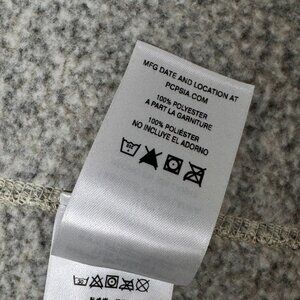 MFG DATE AND LOCATION AT
PCPSIA.COM
100% POLYESTER
A PART LA GARNITURE
100% POLIÉSTER
NO INCLUYE EL ADORNO